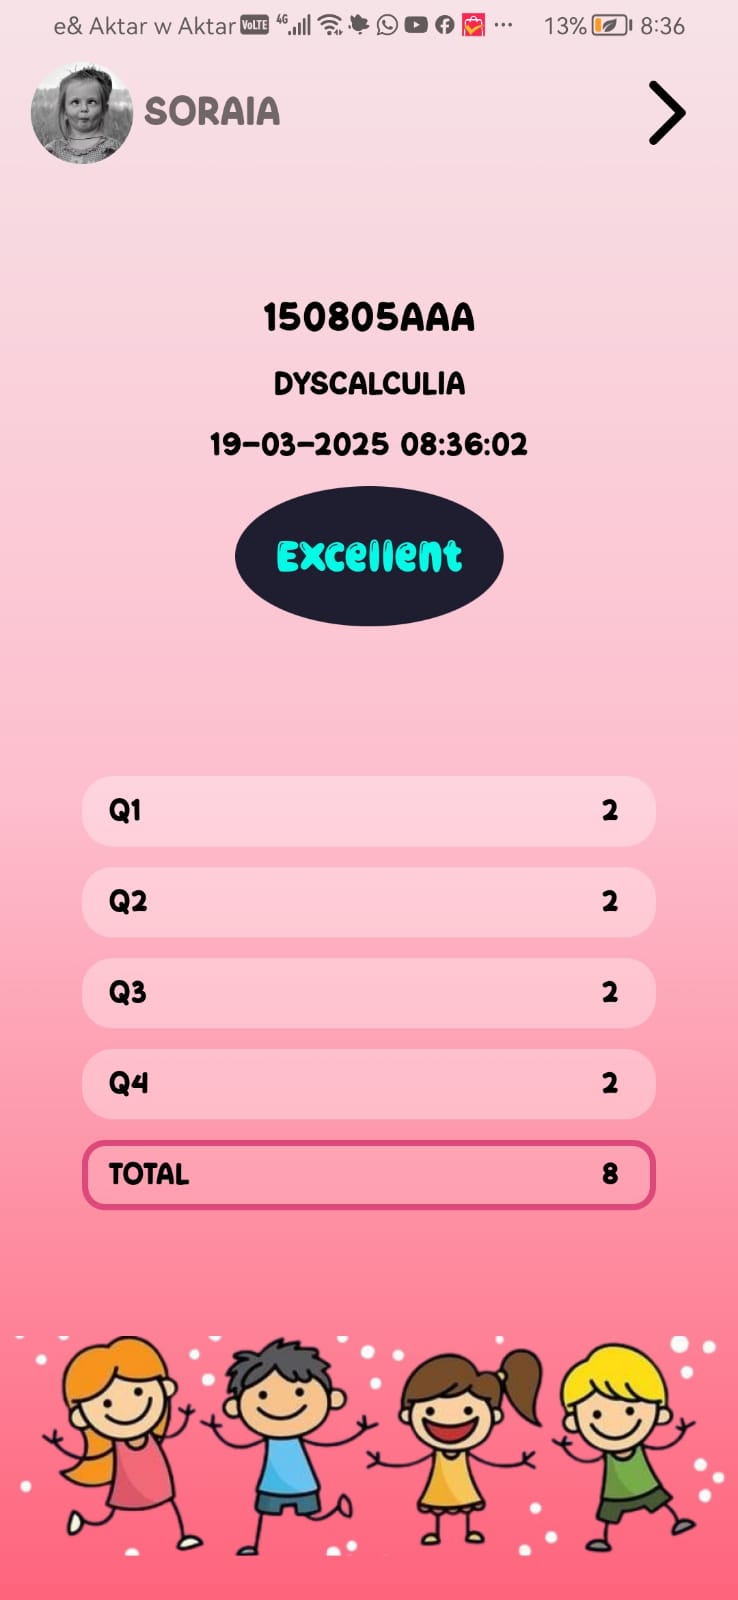 e& Aktar w Aktar VoLTE 4G ... 13% 8:36
SORAIA
150805AAA
DYSCALCULIA
19-03-2025 08:36:02
Excellent
Q1 2
Q2 2
Q3 2
Q4 2
TOTAL 8